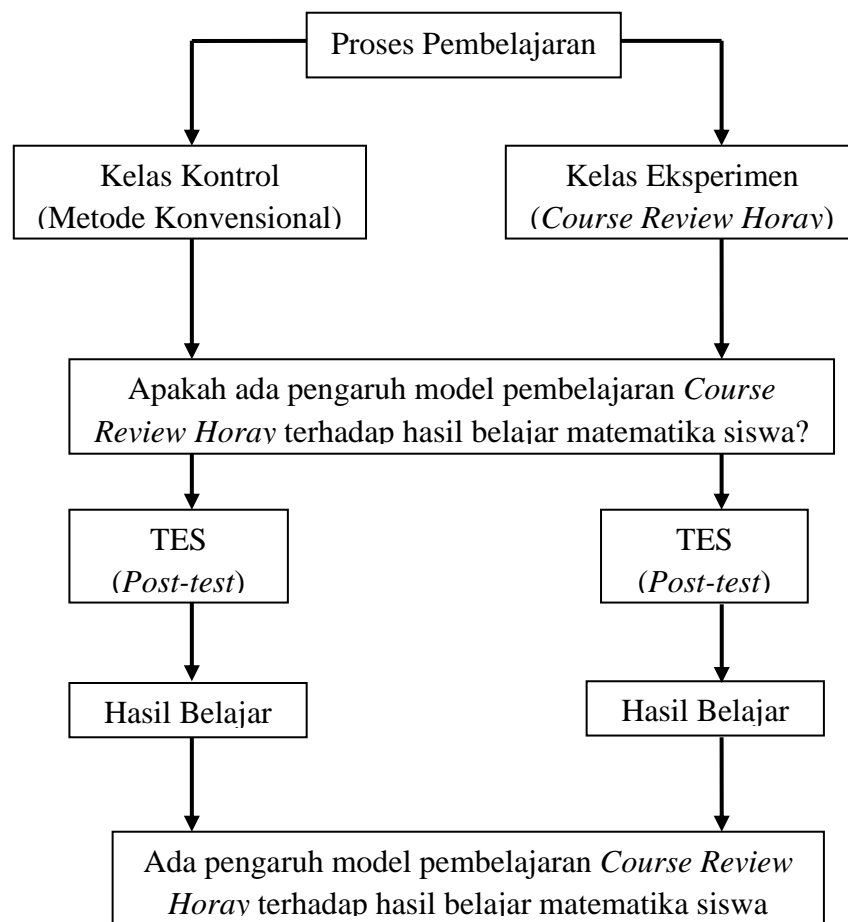 Proses Pembelajaran
Kelas Kontrol
(Metode Konvensional)
Kelas Eksperimen
(Course Review Horay)
Apakah ada pengaruh model pembelajaran Course
Review Horay terhadap hasil belajar matematika siswa?
TES
(Post-test)
TES
(Post-test)
Hasil Belajar
Hasil Belajar
Ada pengaruh model pembelajaran Course Review
Horay terhadap hasil belajar matematika siswa